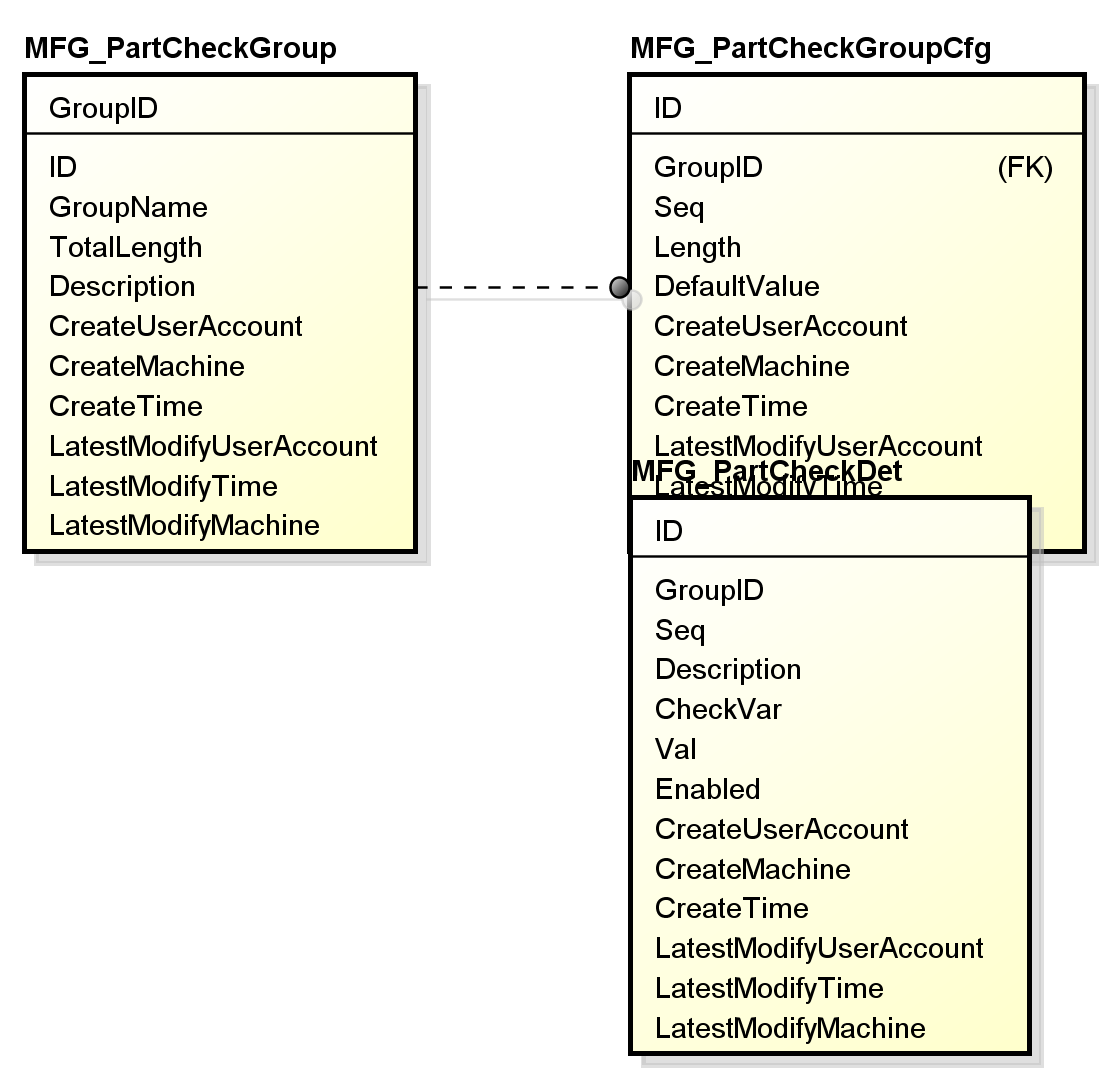 MFG_PartCheckGroup
GroupID
ID
GroupName
TotalLength
Description
CreateUserAccount
CreateMachine
CreateTime
LatestModifyUserAccount
LatestModifyTime
LatestModifyMachine
MFG_PartCheckGroupCfg
ID
GroupID (FK)
Seq
Length
DefaultValue
CreateUserAccount
CreateMachine
CreateTime
LatestModifyUserAccount
LatestModifyTime
MFG_PartCheckDet
ID
GroupID
Seq
Description
CheckVar
Val
Enabled
CreateUserAccount
CreateMachine
CreateTime
LatestModifyUserAccount
LatestModifyTime
LatestModifyMachine